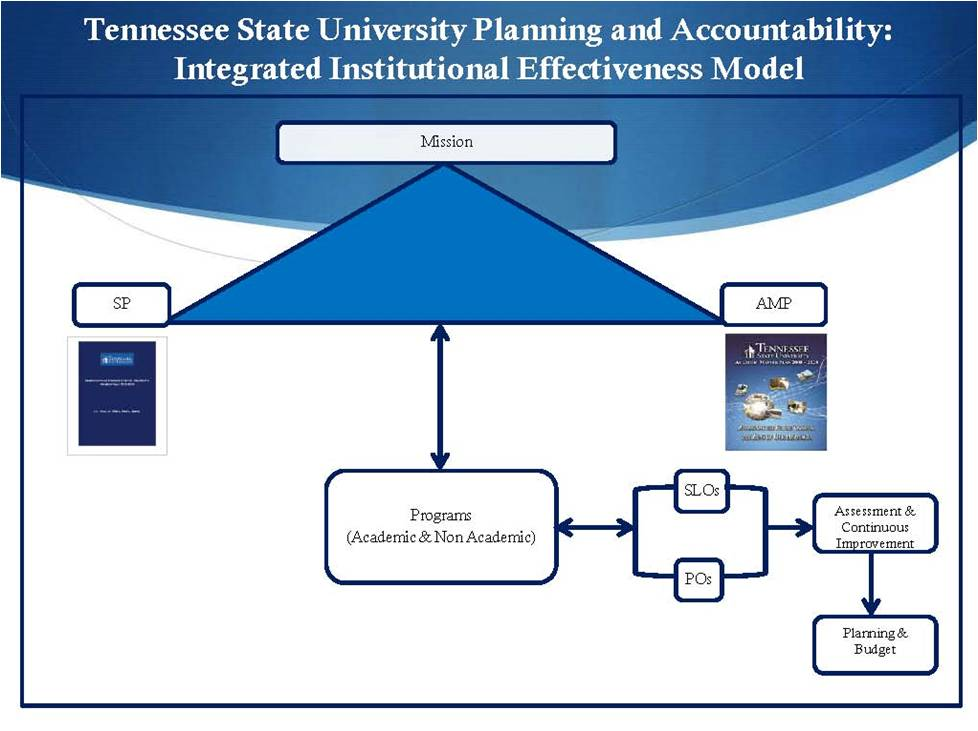 Tennessee State University Planning and Accountability:
Integrated Institutional Effectiveness Model
Mission
SP
AMP
TENNESSEE
STATE UNIVERSITY
Programs
(Academic & Non Academic)
SLOs
POs
Assessment &
Continuous
Improvement
Planning &
Budget